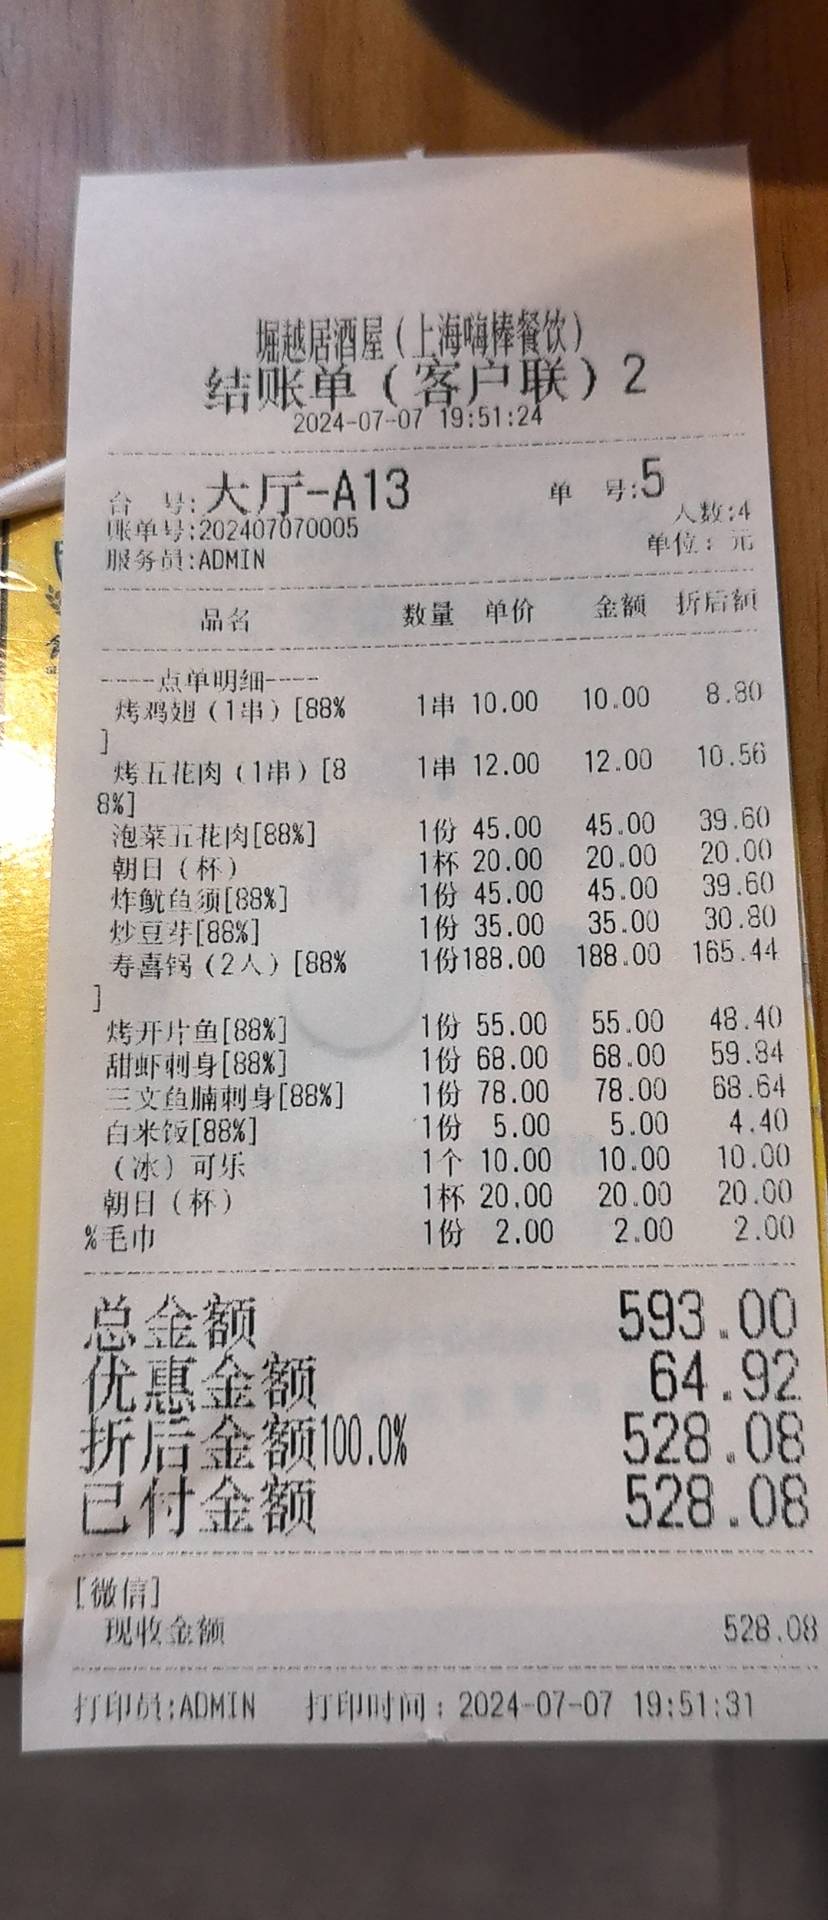 堀越居酒屋（上海嗨棒餐饮）
结账单（客户联）2
2024-07-07 19:51:24
台 号:大厅-A13 单 号:5
账单号:202407070005 人数:4
服务员:ADMIN 单位：元
品名 数量 单价 金额 折后额
----点单明细----
烤鸡翅（1串）[88% 1串 10.00 10.00 8.80
]
烤五花肉（1串）[8 1串 12.00 12.00 10.56
8%]
泡菜五花肉[88%] 1份 45.00 45.00 39.60
朝日（杯） 1杯 20.00 20.00 20.00
炸鱿鱼须[88%] 1份 45.00 45.00 39.60
炒豆芽[88%] 1份 35.00 35.00 30.80
寿喜锅（2人）[88% 1份 188.00 188.00 165.44
]
烤开片鱼[88%] 1份 55.00 55.00 48.40
甜虾刺身[88%] 1份 68.00 68.00 59.84
三文鱼腩刺身[88%] 1份 78.00 78.00 68.64
白米饭[88%] 1份 5.00 5.00 4.40
（冰）可乐 1个 10.00 10.00 10.00
朝日（杯） 1杯 20.00 20.00 20.00
%毛巾 1份 2.00 2.00 2.00
总金额 593.00
优惠金额 64.92
折后金额100.0% 528.08
已付金额 528.08
[微信]
现收金额 528.08
打印员:ADMIN 打印时间：2024-07-07 19:51:31